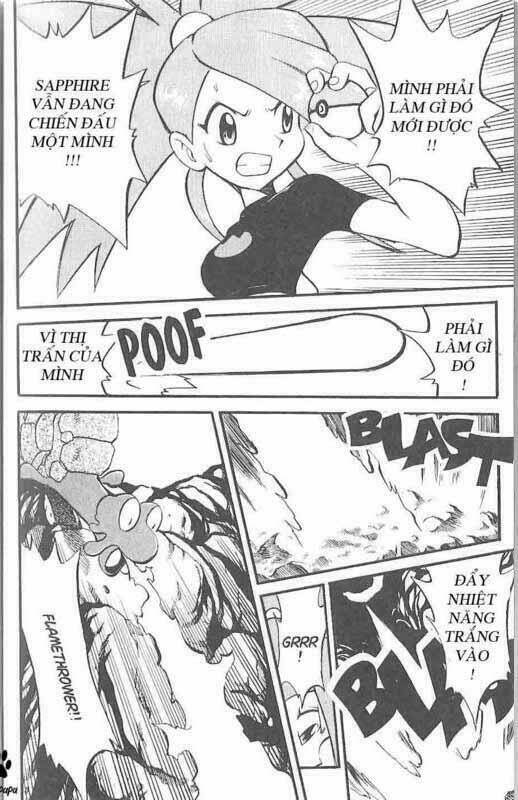 MÌNH PHẢI
LÀM GÌ ĐÓ
MỚI ĐƯỢC
!!
SAPPHIRE
VẪN ĐANG
CHIẾN ĐẤU
MỘT MÌNH
!!!
PHẢI
LÀM GÌ
ĐÓ
!
POOF
VÌ THỊ
TRẤN CỦA
MÌNH
BLAST
ĐẨY
NHIỆT
NĂNG
TRẮNG
VÀO
!
GRRR
!
FLAMETHROWER!!
papa